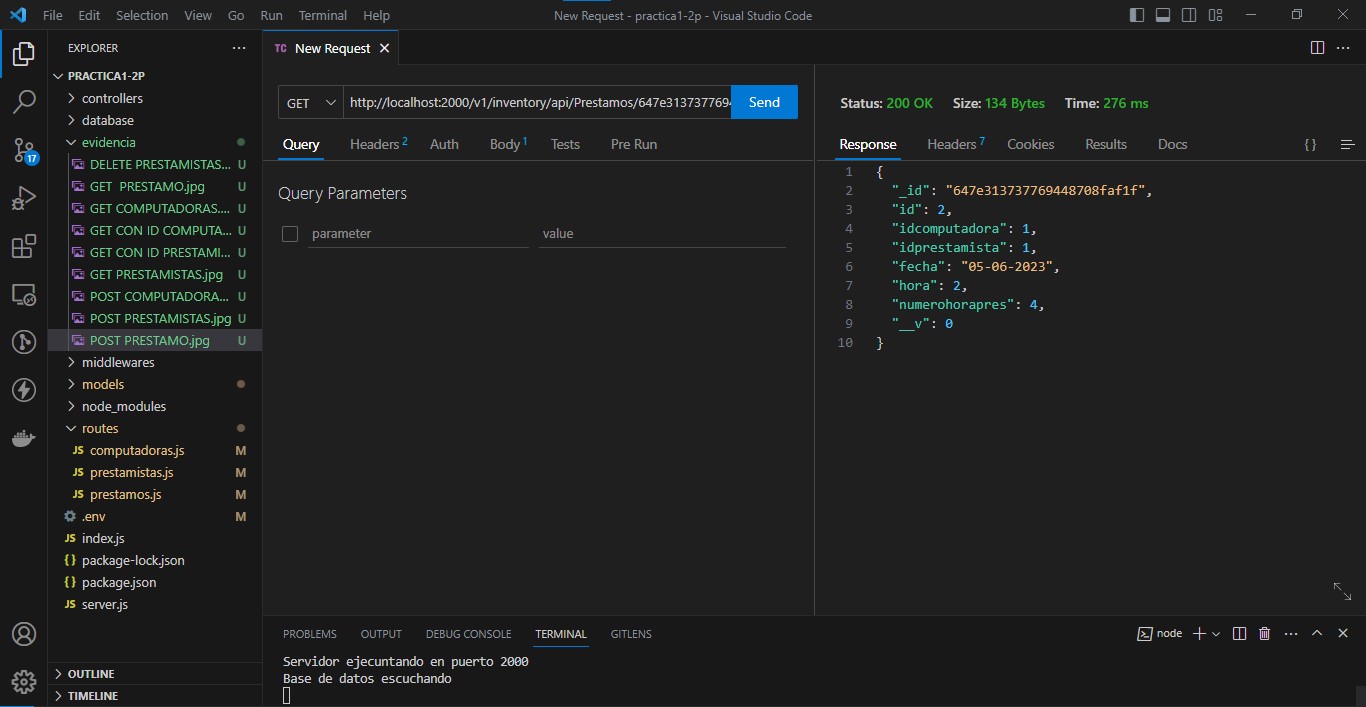 File Edit Selection View Go Run Terminal Help
New Request - practica1-2p - Visual Studio Code
EXPLORER
PRACTICA1-2P
controllers
database
evidencia
DELETE PRESTAMISTAS... U
GET PRESTAMO.jpg U
GET COMPUTADORAS.... U
GET CON ID COMPUTA... U
GET CON ID PRESTAMI... U
GET PRESTAMISTAS.jpg U
POST COMPUTADORA... U
POST PRESTAMISTAS.jpg U
POST PRESTAMO.jpg U
middlewares
models
node_modules
routes
JS computadoras.js M
JS prestamistas.js M
JS prestamos.js M
.env M
JS index.js
{} package-lock.json
{} package.json
JS server.js
OUTLINE
TIMELINE
17
TC New Request
GET http://localhost:2000/v1/inventory/api/Prestamos/647e3137377694 Send
Query Headers 2 Auth Body 1 Tests Pre Run
Query Parameters
parameter value
Status: 200 OK Size: 134 Bytes Time: 276 ms
Response Headers 7 Cookies Results Docs {}
1 {
2 "_id": "647e313737769448708faf1f",
3 "id": 2,
4 "idcomputadora": 1,
5 "idprestamista": 1,
6 "fecha": "05-06-2023",
7 "hora": 2,
8 "numerohorapres": 4,
9 "__v": 0
10 }
PROBLEMS OUTPUT DEBUG CONSOLE TERMINAL GITLENS
node
Servidor ejecuntando en puerto 2000
Base de datos escuchando